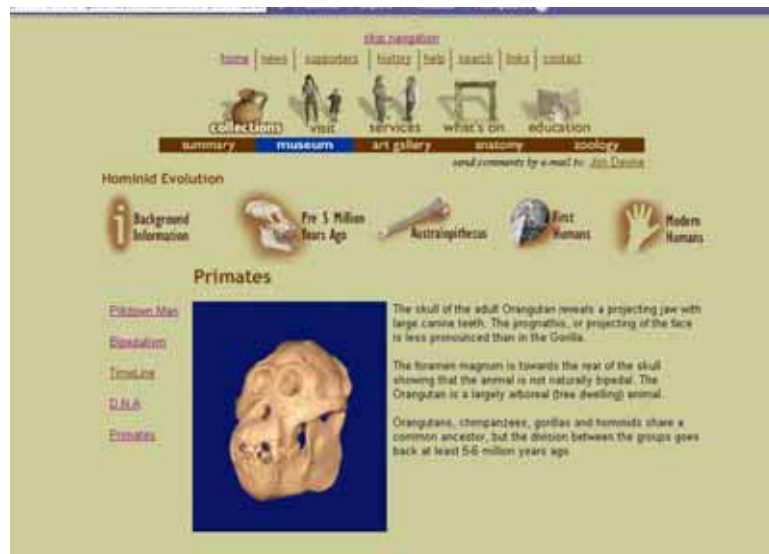 skip navigation
home | news | supporters | history | help | search | links | contact
collections visit services what's on education
summary museum art gallery anatomy zoology
send comments by e-mail to: Jim Devine
Hominid Evolution
Background Information
Pre 5 Million Years Ago
Australopithecus
First Humans
Modern Humans
Primates
Piltdown Man
Bipedalism
TimeLine
D.N.A
Primates
The skull of the adult Orangutan reveals a projecting jaw with
large canine teeth. The prognathis, or projecting of the face
is less pronounced than in the Gorilla.
The foramen magnum is towards the rear of the skull
showing that the animal is not naturally bipedal. The
Orangutan is a largely arboreal (tree dwelling) animal.
Orangutans, chimpanzees, gorillas and hominids share a
common ancestor, but the division between the groups goes
back at least 5-6 million years ago.